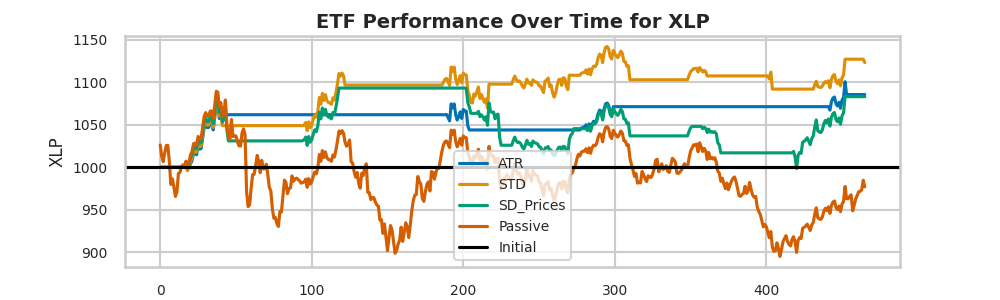 ETF Performance Over Time for XLP
XLP
1150
1100
1050
1000
950
900
ATR
STD
SD_Prices
Passive
Initial
0
100
200
300
400